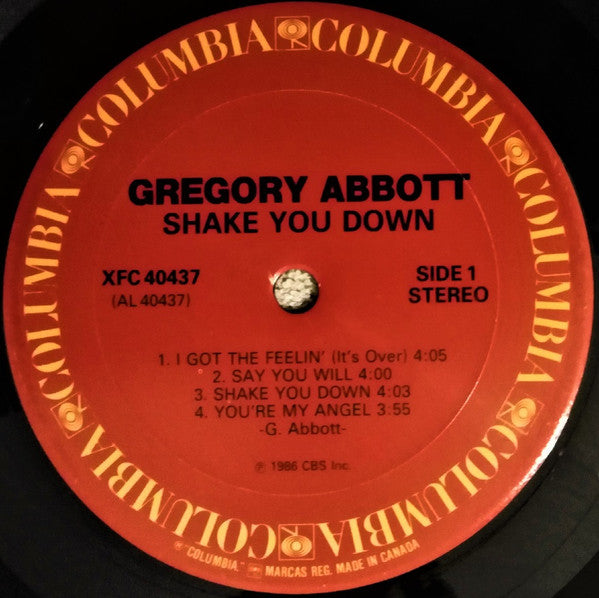 COLUMBIA COLUMBIA COLUMBIA COLUMBIA COLUMBIA COLUMBIA COLUMBIA COLUMBIA
GREGORY ABBOTT
SHAKE YOU DOWN
XFC 40437
(AL 40437)
SIDE 1
STEREO
1. I GOT THE FEELIN' (It's Over) 4:05
2. SAY YOU WILL 4:00
3. SHAKE YOU DOWN 4:03
4. YOU'RE MY ANGEL 3:55
-G. Abbott-
℗ 1986 CBS Inc.
® "COLUMBIA," MARCAS REG. MADE IN CANADA